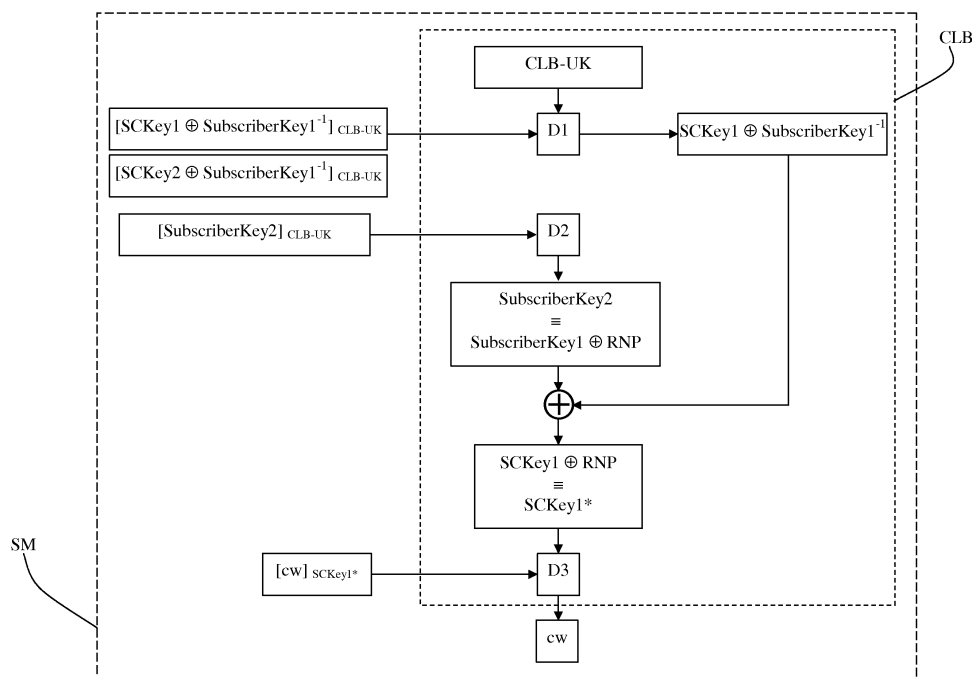 CLB
CLB-UK
[SCKey1 ⊕ SubscriberKey1⁻¹] CLB-UK
D1
SCKey1 ⊕ SubscriberKey1⁻¹
[SCKey2 ⊕ SubscriberKey1⁻¹] CLB-UK
[SubscriberKey2] CLB-UK
D2
SubscriberKey2
≡
SubscriberKey1 ⊕ RNP
SCKey1 ⊕ RNP
≡
SCKey1*
SM
[cw] SCKey1*
D3
cw